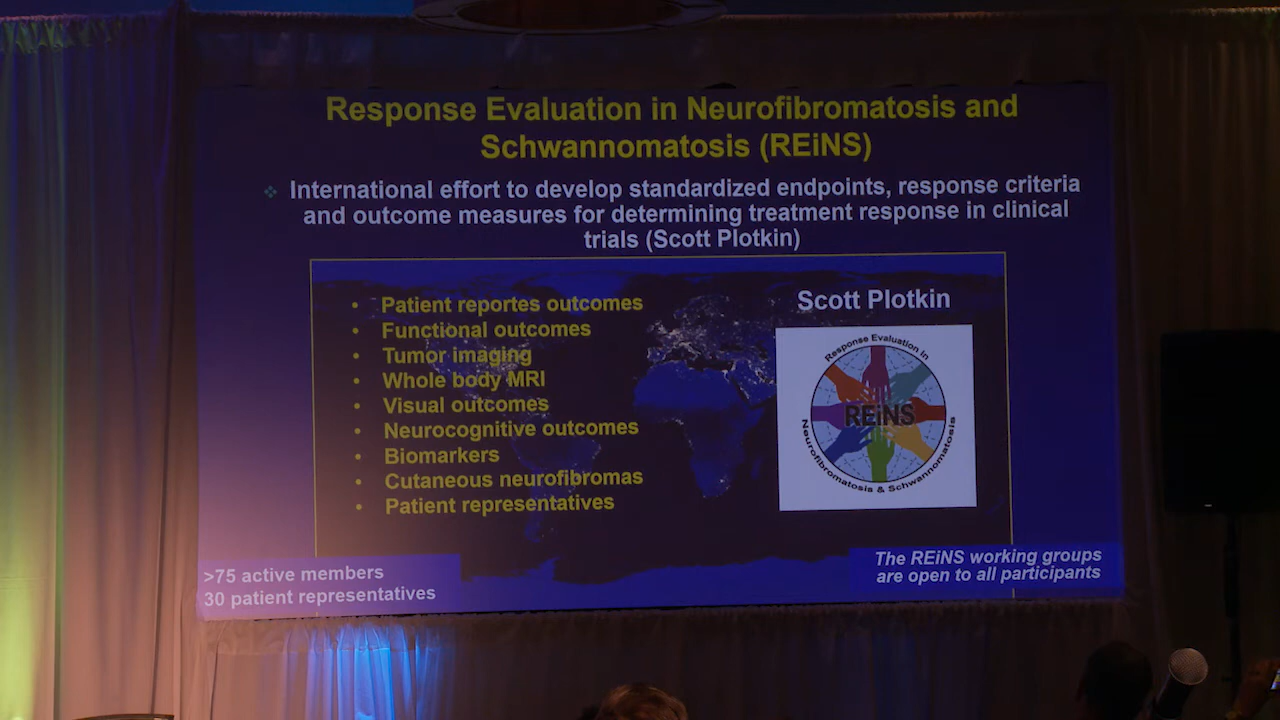 Response Evaluation in Neurofibromatosis and
Schwannomatosis (REiNS)
International effort to develop standardized endpoints, response criteria
and outcome measures for determining treatment response in clinical
trials (Scott Plotkin)
• Patient reportes outcomes
• Functional outcomes
• Tumor imaging
• Whole body MRI
• Visual outcomes
• Neurocognitive outcomes
• Biomarkers
• Cutaneous neurofibromas
• Patient representatives
Scott Plotkin
Response Evaluation in
REiNS
Neurofibromatosis & Schwannomatosis
>75 active members
30 patient representatives
The REiNS working groups
are open to all participants